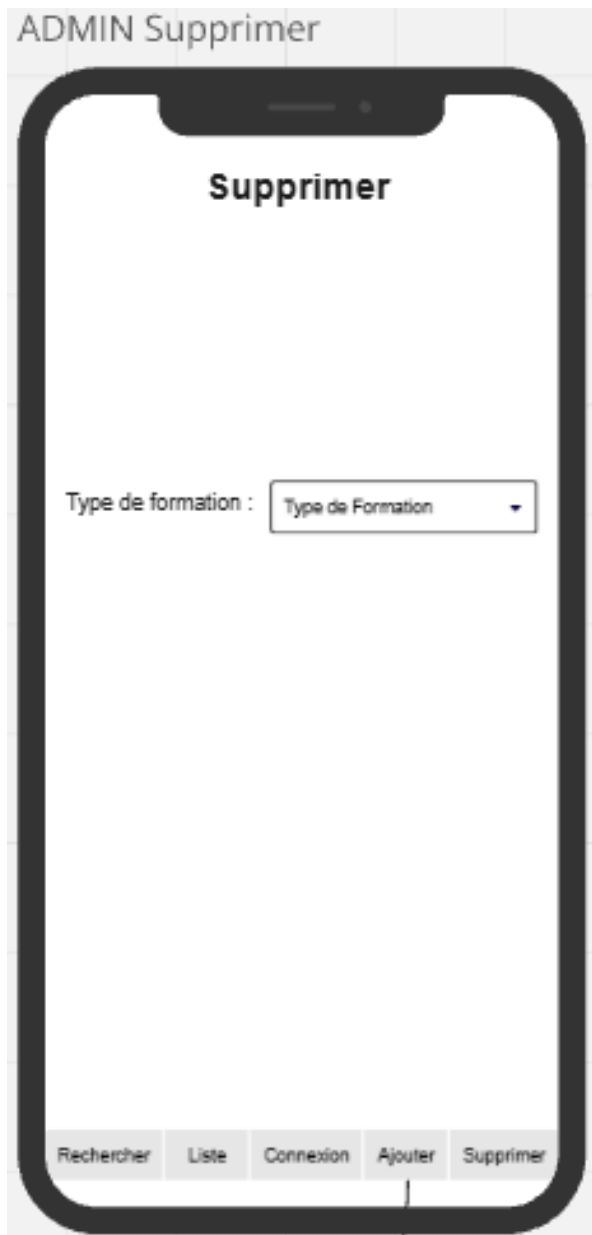 ADMIN Supprimer
Supprimer
Type de formation : Type de Formation
Rechercher Liste Connexion Ajouter Supprimer